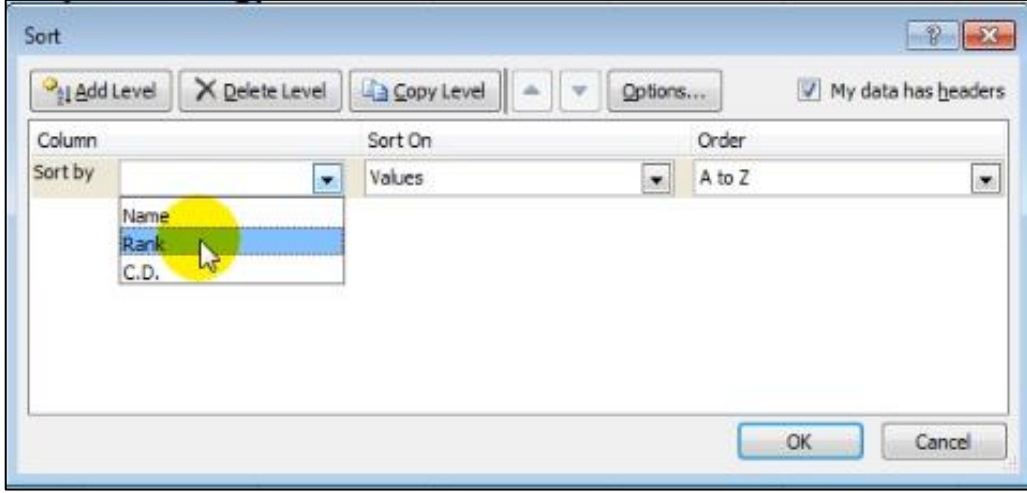 Sort
Add Level Delete Level Copy Level Options... My data has headers
Column Sort On Order
Sort by Values A to Z
Name
Rank
C.D.
OK Cancel